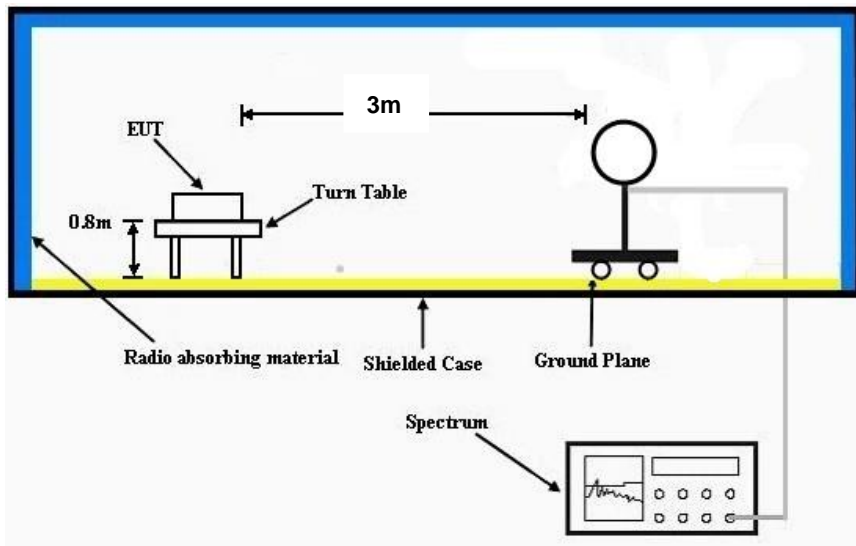 3m
EUT
Turn Table
0.8m
Radio absorbing material
Shielded Case
Ground Plane
Spectrum